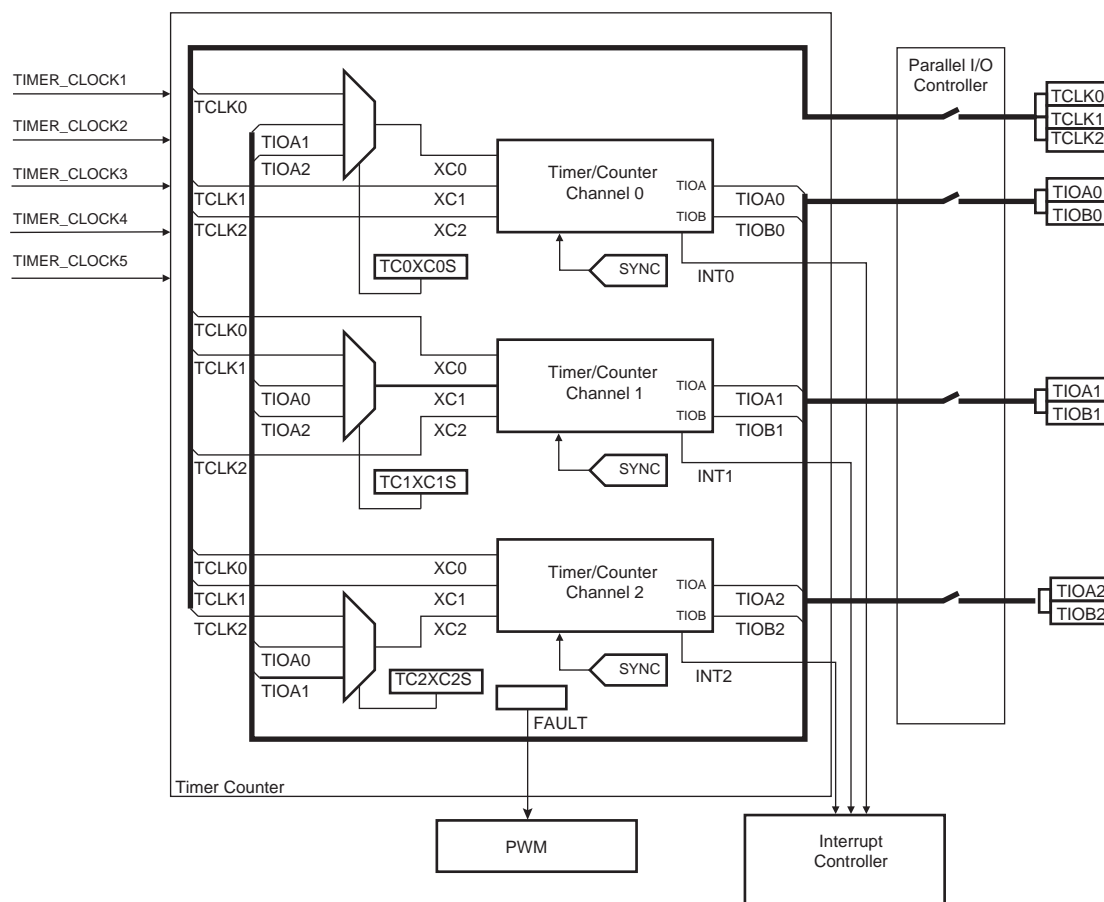 TIMER_CLOCK1
TIMER_CLOCK2
TIMER_CLOCK3
TIMER_CLOCK4
TIMER_CLOCK5
TCLK0
TIOA1
TIOA2
TCLK1
TCLK2
XC0
XC1
XC2
TC0XC0S
Timer/Counter
Channel 0
TIOA
TIOB
TIOA0
TIOB0
SYNC
INT0
TCLK0
TCLK1
TIOA0
TIOA2
TCLK2
XC0
XC1
XC2
TC1XC1S
Timer/Counter
Channel 1
TIOA
TIOB
TIOA1
TIOB1
SYNC
INT1
TCLK0
TCLK1
TCLK2
TIOA0
TIOA1
XC0
XC1
XC2
TC2XC2S
Timer/Counter
Channel 2
TIOA
TIOB
TIOA2
TIOB2
SYNC
INT2
FAULT
Timer Counter
PWM
Interrupt
Controller
Parallel I/O
Controller
TCLK0
TCLK1
TCLK2
TIOA0
TIOB0
TIOA1
TIOB1
TIOA2
TIOB2